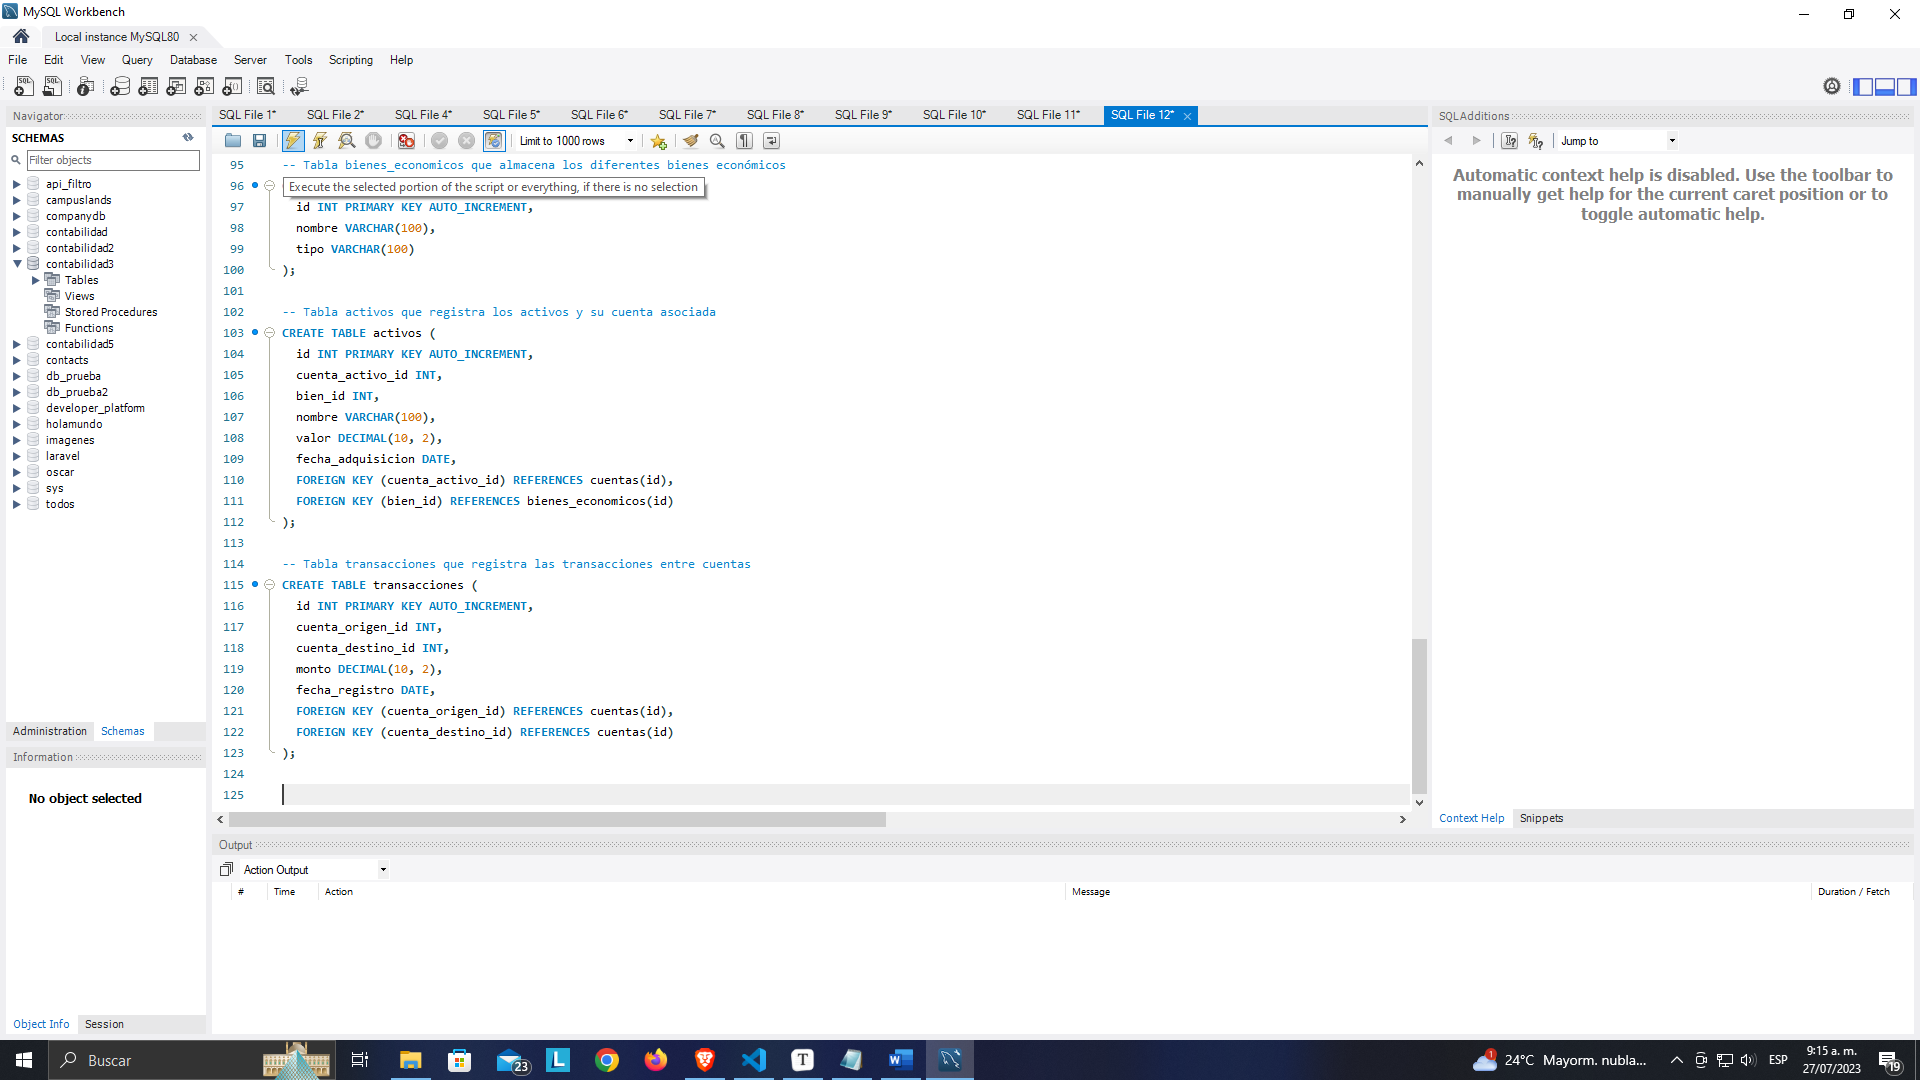 MySQL Workbench
Local instance MySQL80
File Edit View Query Database Server Tools Scripting Help
Navigator
SCHEMAS
Filter objects
api_filtro
campuslands
companydb
contabilidad
contabilidad2
contabilidad3
Tables
Views
Stored Procedures
Functions
contabilidad5
contacts
db_prueba
db_prueba2
developer_platform
holamundo
imagenes
laravel
oscar
sys
todos
Administration Schemas
Information
No object selected
Object Info Session
SQL File 1* SQL File 2* SQL File 4* SQL File 5* SQL File 6* SQL File 7* SQL File 8* SQL File 9* SQL File 10* SQL File 11* SQL File 12*
Limit to 1000 rows
95 -- Tabla bienes_economicos que almacena los diferentes bienes económicos
96
Execute the selected portion of the script or everything, if there is no selection
97 id INT PRIMARY KEY AUTO_INCREMENT,
98 nombre VARCHAR(100),
99 tipo VARCHAR(100)
100 );
101
102 -- Tabla activos que registra los activos y su cuenta asociada
103 CREATE TABLE activos (
104 id INT PRIMARY KEY AUTO_INCREMENT,
105 cuenta_activo_id INT,
106 bien_id INT,
107 nombre VARCHAR(100),
108 valor DECIMAL(10, 2),
109 fecha_adquisicion DATE,
110 FOREIGN KEY (cuenta_activo_id) REFERENCES cuentas(id),
111 FOREIGN KEY (bien_id) REFERENCES bienes_economicos(id)
112 );
113
114 -- Tabla transacciones que registra las transacciones entre cuentas
115 CREATE TABLE transacciones (
116 id INT PRIMARY KEY AUTO_INCREMENT,
117 cuenta_origen_id INT,
118 cuenta_destino_id INT,
119 monto DECIMAL(10, 2),
120 fecha_registro DATE,
121 FOREIGN KEY (cuenta_origen_id) REFERENCES cuentas(id),
122 FOREIGN KEY (cuenta_destino_id) REFERENCES cuentas(id)
123 );
124
125
Output
Action Output
# Time Action Message Duration / Fetch
SQLAdditions
Jump to
Automatic context help is disabled. Use the toolbar to
manually get help for the current caret position or to
toggle automatic help.
Context Help Snippets
Buscar
23
1
24°C Mayorm. nubla...
ESP
9:15 a. m.
27/07/2023
19